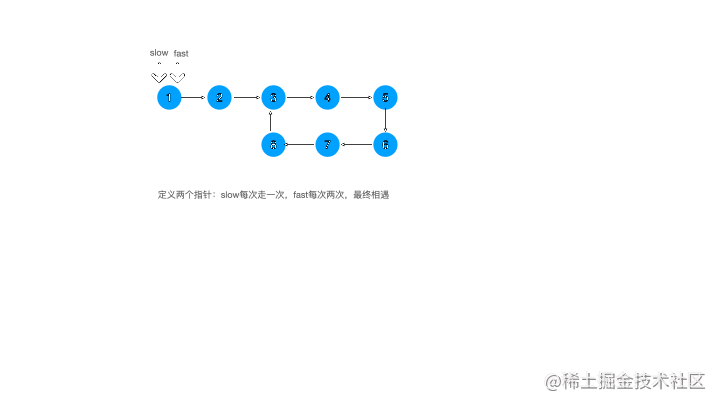 slow fast
1 2 3 4 5
8 7 6
定义两个指针：slow每次走一次，fast每次两次，最终相遇
@稀土掘金技术社区